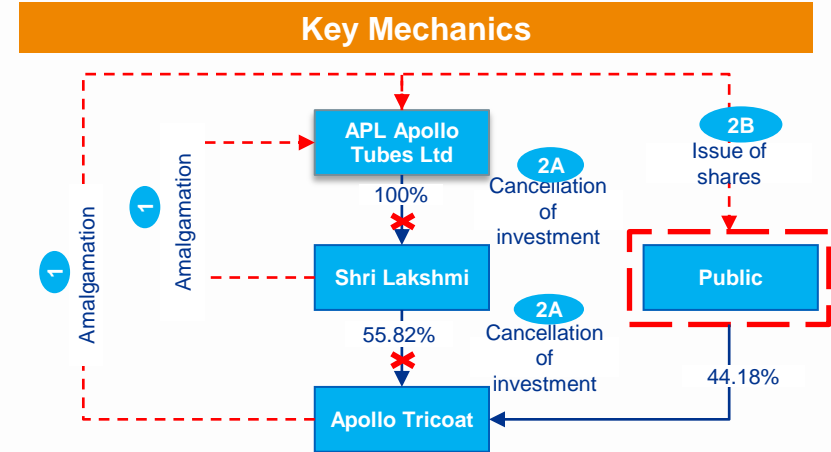 Key Mechanics
APL Apollo
Tubes Ltd
2B
Issue of
shares
2A
Cancellation
of
investment
100%
1
Amalgamation
1
Amalgamation
Shri Lakshmi
Public
2A
Cancellation
of
investment
55.82%
44.18%
Apollo Tricoat